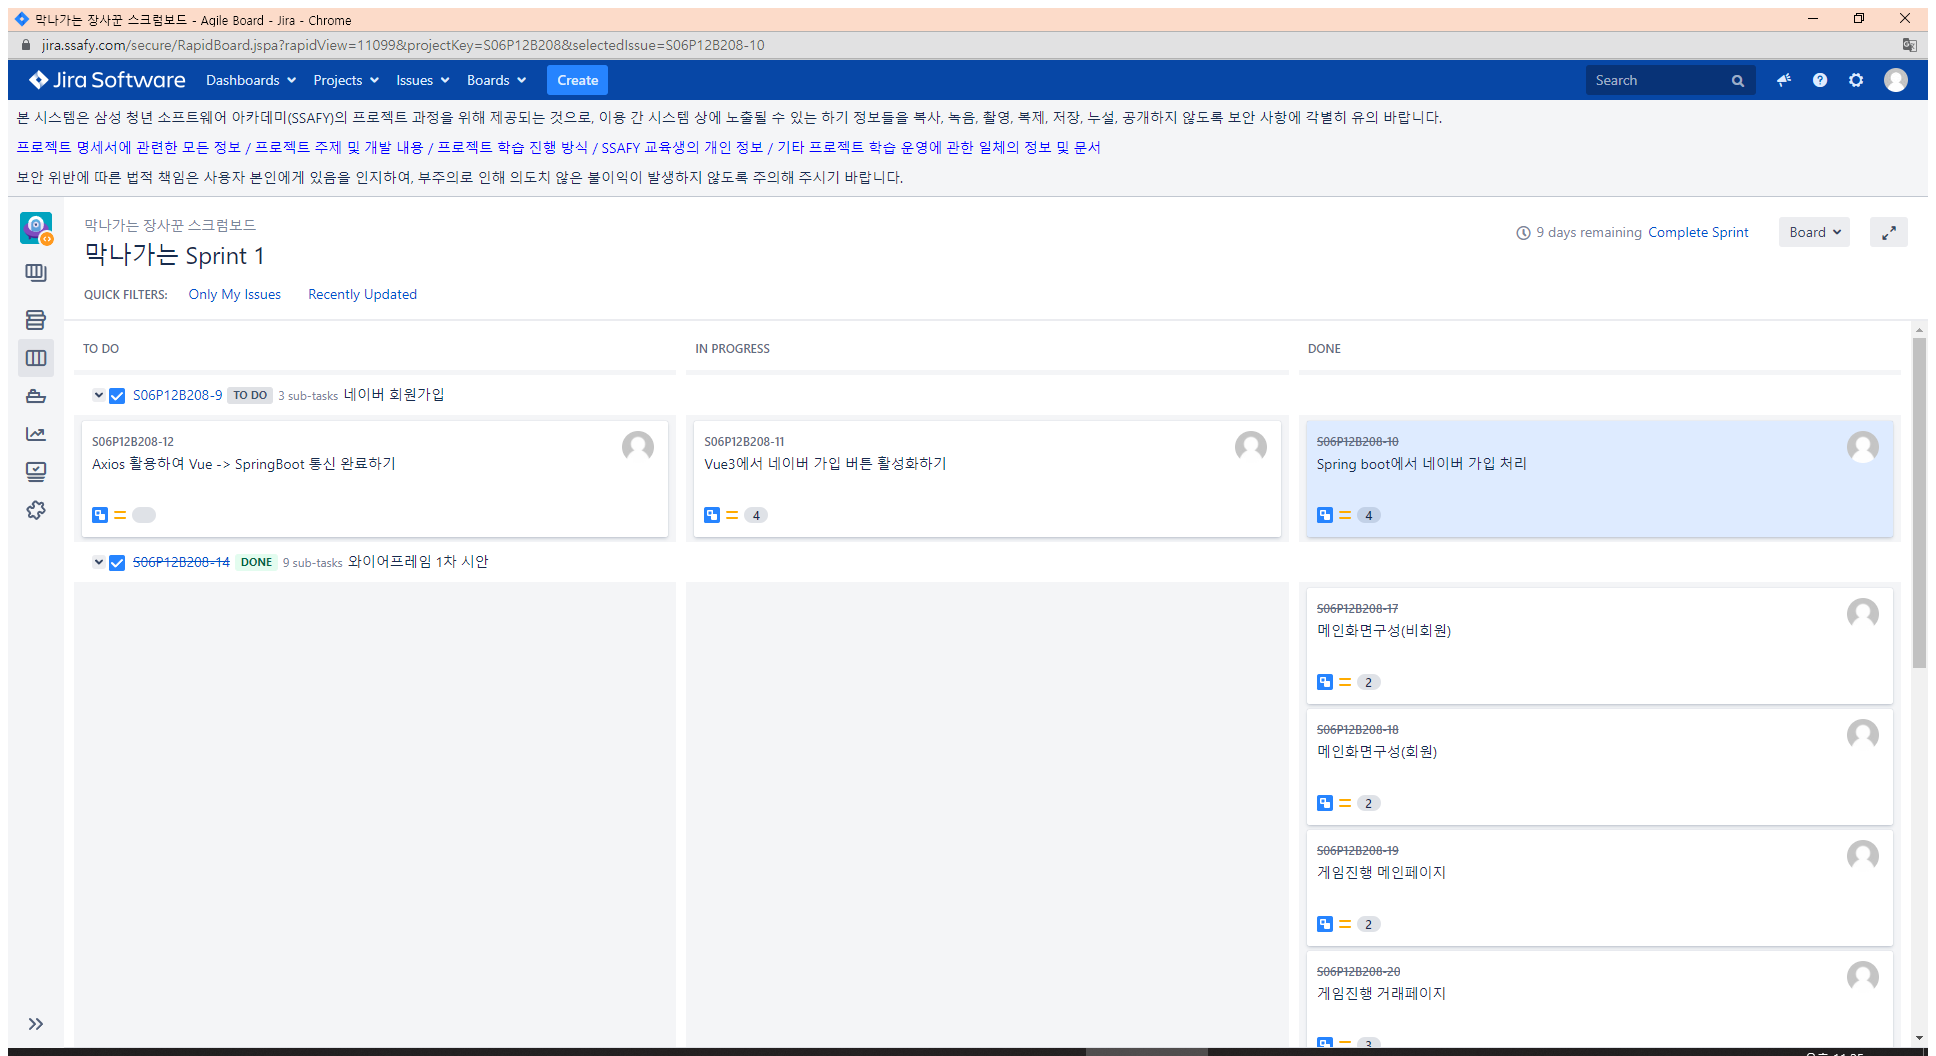 막나가는 장사꾼 스크럼보드 - Agile Board - Jira - Chrome
jira.ssafy.com/secure/RapidBoard.jspa?rapidView=11099&projectKey=S06P12B208&selectedIssue=S06P12B208-10
Jira Software Dashboards Projects Issues Boards Create Search
본 시스템은 삼성 청년 소프트웨어 아카데미(SSAFY)의 프로젝트 과정을 위해 제공되는 것으로, 이용 간 시스템 상에 노출될 수 있는 하기 정보들을 복사, 녹음, 촬영, 복제, 저장, 누설, 공개하지 않도록 보안 사항에 각별히 유의 바랍니다.
프로젝트 명세서에 관련한 모든 정보 / 프로젝트 주제 및 개발 내용 / 프로젝트 학습 진행 방식 / SSAFY 교육생의 개인 정보 / 기타 프로젝트 학습 운영에 관한 일체의 정보 및 문서
보안 위반에 따른 법적 책임은 사용자 본인에게 있음을 인지하여, 부주의로 인해 의도치 않은 불이익이 발생하지 않도록 주의해 주시기 바랍니다.
막나가는 장사꾼 스크럼보드
막나가는 Sprint 1
9 days remaining Complete Sprint Board
QUICK FILTERS: Only My Issues Recently Updated
TO DO IN PROGRESS DONE
S06P12B208-9 TO DO 3 sub-tasks 네이버 회원가입
S06P12B208-12
Axios 활용하여 Vue -> SpringBoot 통신 완료하기
S06P12B208-11
Vue3에서 네이버 가입 버튼 활성화하기
4
S06P12B208-10
Spring boot에서 네이버 가입 처리
4
S06P12B208-14 DONE 9 sub-tasks 와이어프레임 1차 시안
S06P12B208-17
메인화면구성(비회원)
2
S06P12B208-18
메인화면구성(회원)
2
S06P12B208-19
게임진행 메인페이지
2
S06P12B208-20
게임진행 거래페이지
3